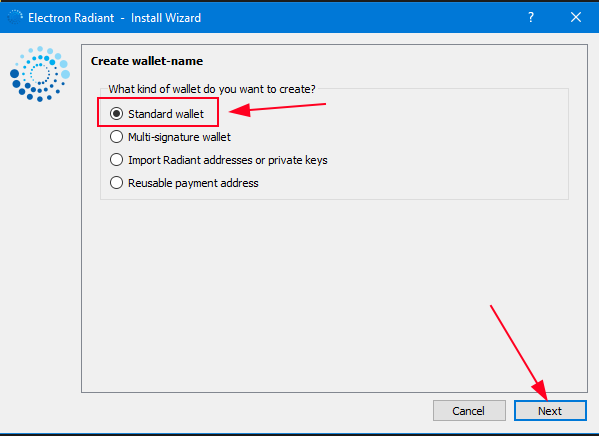 Electron Radiant - Install Wizard
?
Create wallet-name
What kind of wallet do you want to create?
Standard wallet
Multi-signature wallet
Import Radiant addresses or private keys
Reusable payment address
Cancel Next